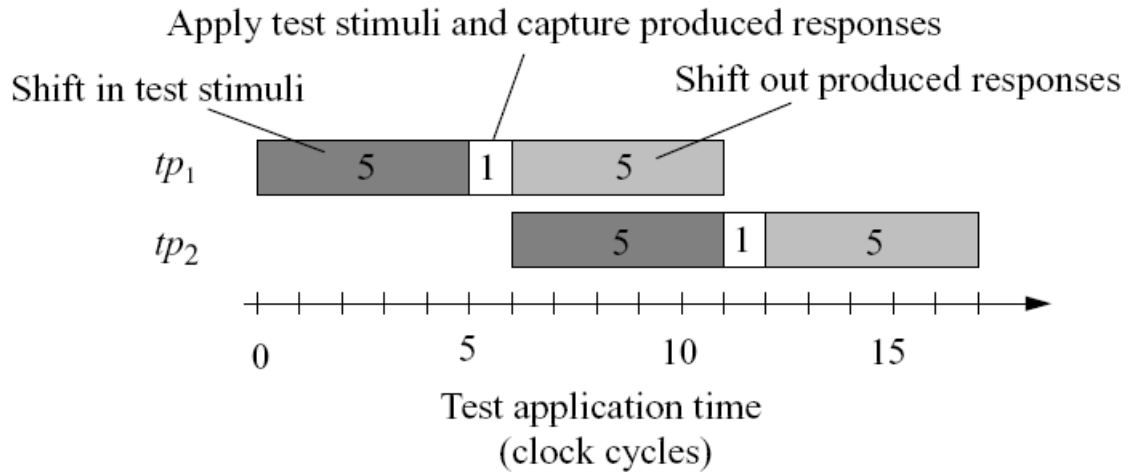 Apply test stimuli and capture produced responses
Shift in test stimuli
Shift out produced responses
tp1
5
1
5
tp2
5
1
5
0
5
10
15
Test application time
(clock cycles)